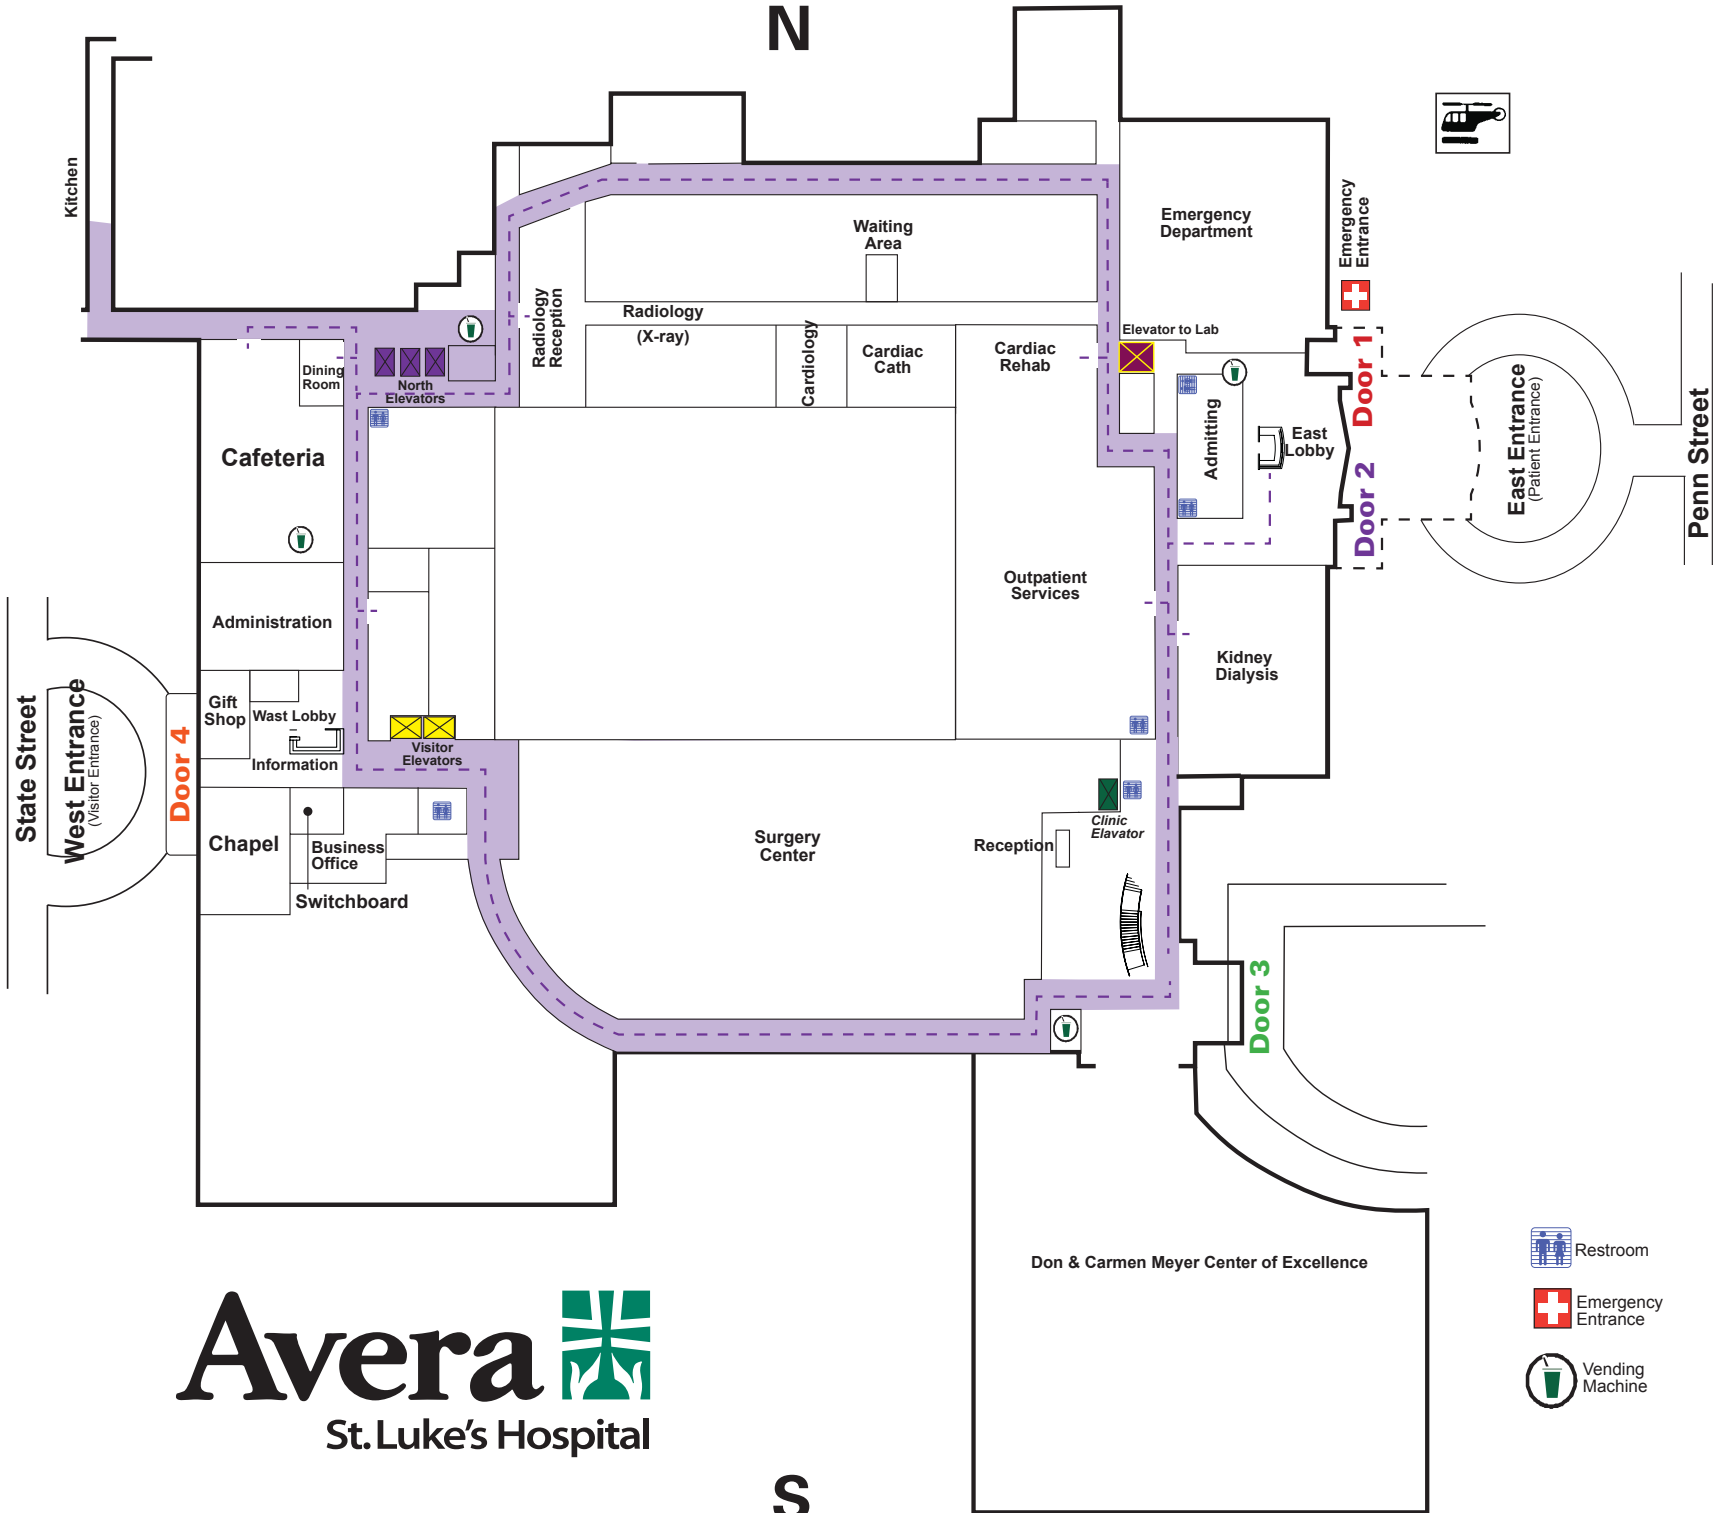 N
Kitchen
Waiting
Area
Emergency
Department
Emergency
Entrance
Radiology
Reception
Radiology
(X-ray)
Cardiology
Cardiac
Cath
Cardiac
Rehab
Elevator to Lab
Dining
Room
North
Elevators
Cafeteria
Admitting
East
Lobby
Door 1
Door 2
East Entrance
(Patient Entrance)
Penn Street
Outpatient
Services
Administration
Kidney
Dialysis
Gift
Shop
Wast Lobby
Information
Visitor
Elevators
State Street
West Entrance
(Visitor Entrance)
Door 4
Chapel
Business
Office
Switchboard
Surgery
Center
Reception
Clinic
Elavator
Door 3
Don & Carmen Meyer Center of Excellence
Restroom
Emergency
Entrance
Vending
Machine
Avera
St. Luke's Hospital
S